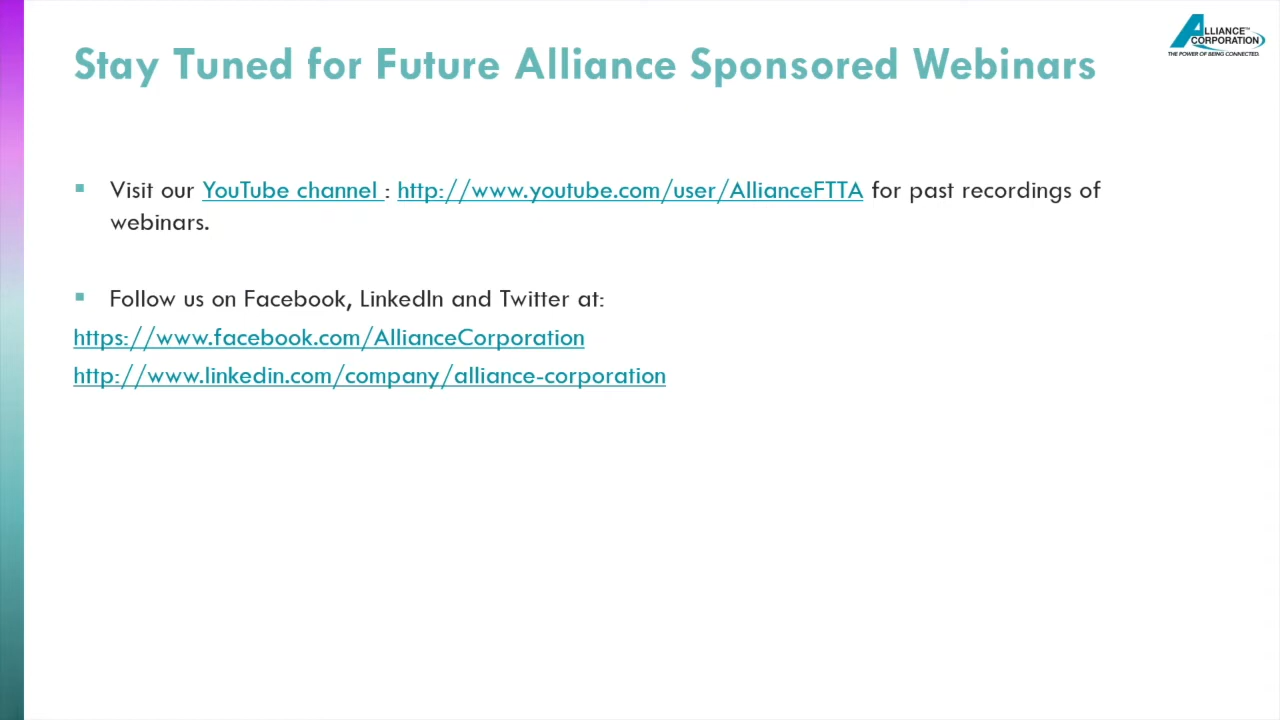 ALLIANCE™
CORPORATION
THE POWER OF BEING CONNECTED.
Stay Tuned for Future Alliance Sponsored Webinars
▪ Visit our YouTube channel : http://www.youtube.com/user/AllianceFTTA for past recordings of
webinars.
▪ Follow us on Facebook, LinkedIn and Twitter at:
https://www.facebook.com/AllianceCorporation
http://www.linkedin.com/company/alliance-corporation